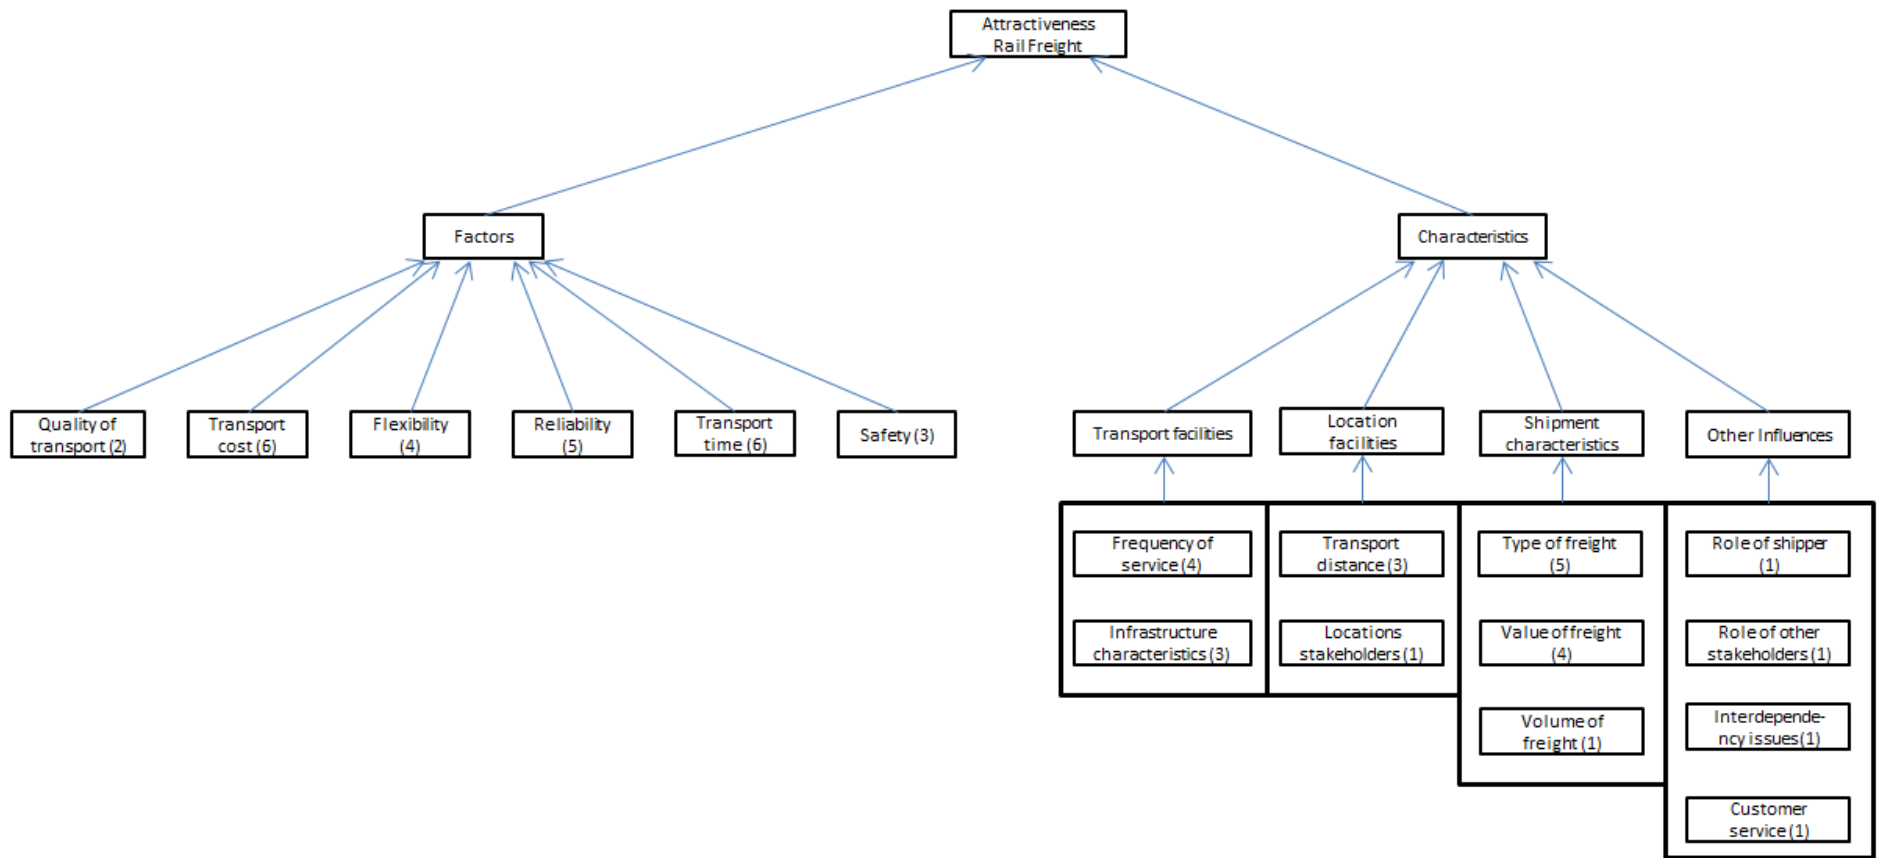 Attractiveness
Rail Freight
Factors
Characteristics
Quality of
transport (2)
Transport
cost (6)
Flexibility
(4)
Reliability
(5)
Transport
time (6)
Safety (3)
Transport facilities
Location
facilities
Shipment
characteristics
Other Influences
Frequency of
service (4)
Transport
distance (3)
Type of freight
(5)
Role of shipper
(1)
Infrastructure
characteristics (3)
Locations
stakeholders (1)
Value of freight
(4)
Role of other
stakeholders (1)
Volume of
freight (1)
Interdepende-
ncy issues (1)
Customer
service (1)